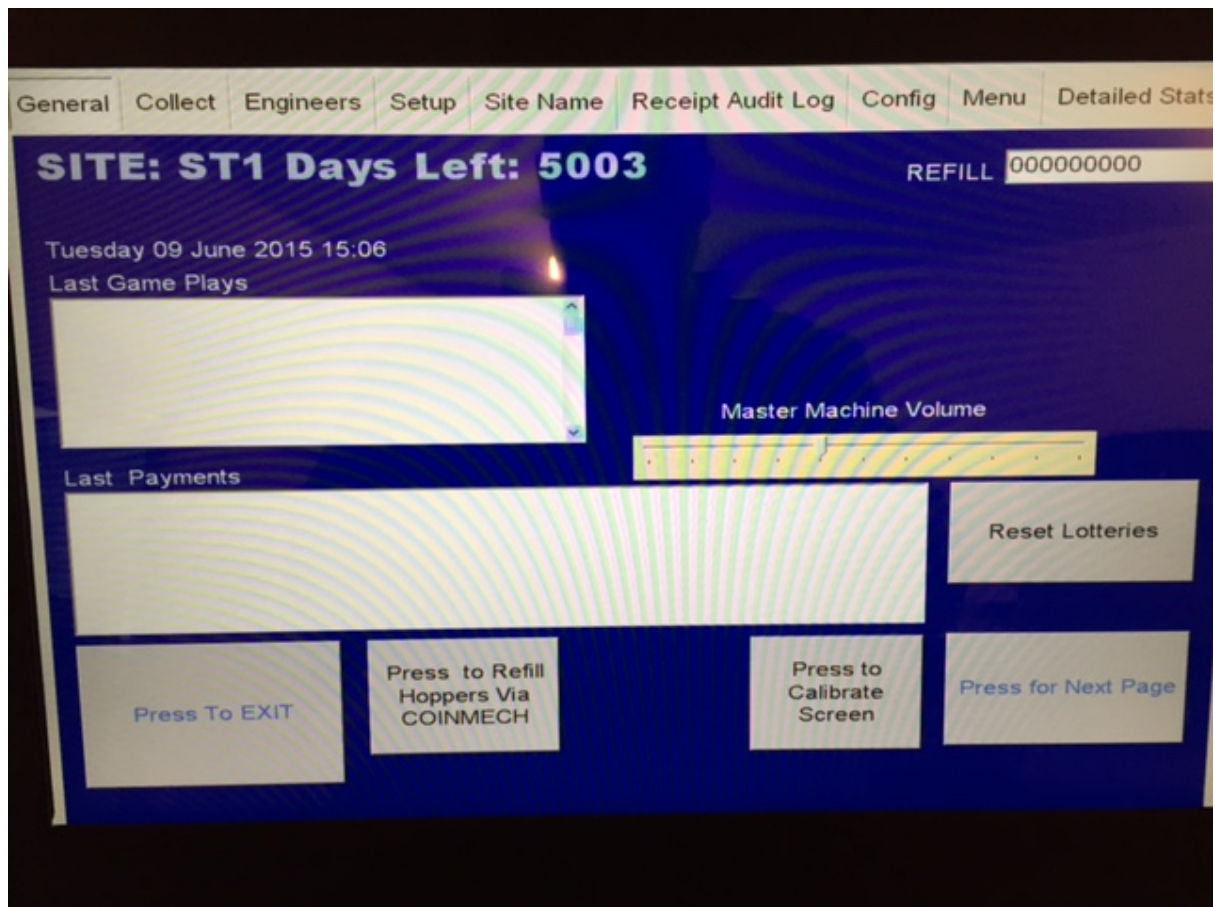 General Collect Engineers Setup Site Name Receipt Audit Log Config Menu Detailed Stats
SITE: ST1 Days Left: 5003
REFILL 000000000
Tuesday 09 June 2015 15:06
Last Game Plays
Master Machine Volume
Last Payments
Reset Lotteries
Press To EXIT
Press to Refill
Hoppers Via
COINMECH
Press to
Calibrate
Screen
Press for Next Page